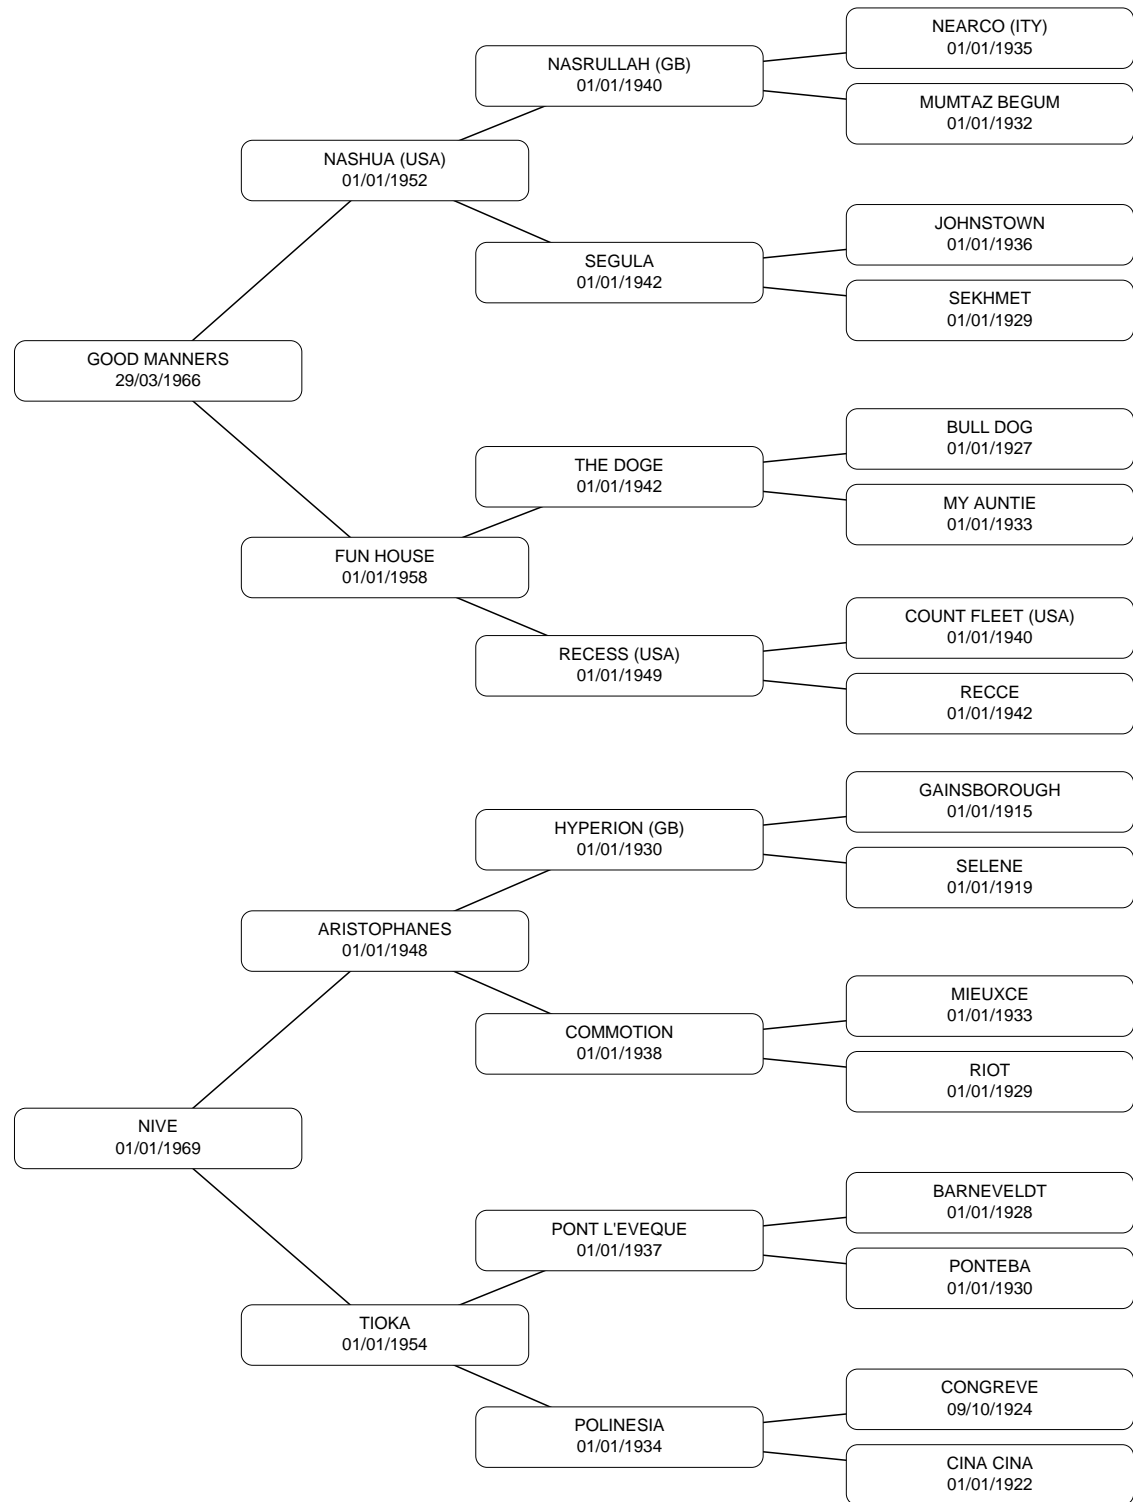 NEARCO (ITY)
01/01/1935
NASRULLAH (GB)
01/01/1940
MUMTAZ BEGUM
01/01/1932
NASHUA (USA)
01/01/1952
JOHNSTOWN
01/01/1936
SEGULA
01/01/1942
SEKHMET
01/01/1929
GOOD MANNERS
29/03/1966
BULL DOG
01/01/1927
THE DOGE
01/01/1942
MY AUNTIE
01/01/1933
FUN HOUSE
01/01/1958
COUNT FLEET (USA)
01/01/1940
RECESS (USA)
01/01/1949
RECCE
01/01/1942
GAINSBOROUGH
01/01/1915
HYPERION (GB)
01/01/1930
SELENE
01/01/1919
ARISTOPHANES
01/01/1948
MIEUXCE
01/01/1933
COMMOTION
01/01/1938
RIOT
01/01/1929
NIVE
01/01/1969
BARNEVELDT
01/01/1928
PONT L'EVEQUE
01/01/1937
PONTEBA
01/01/1930
TIOKA
01/01/1954
CONGREVE
09/10/1924
POLINESIA
01/01/1934
CINA CINA
01/01/1922